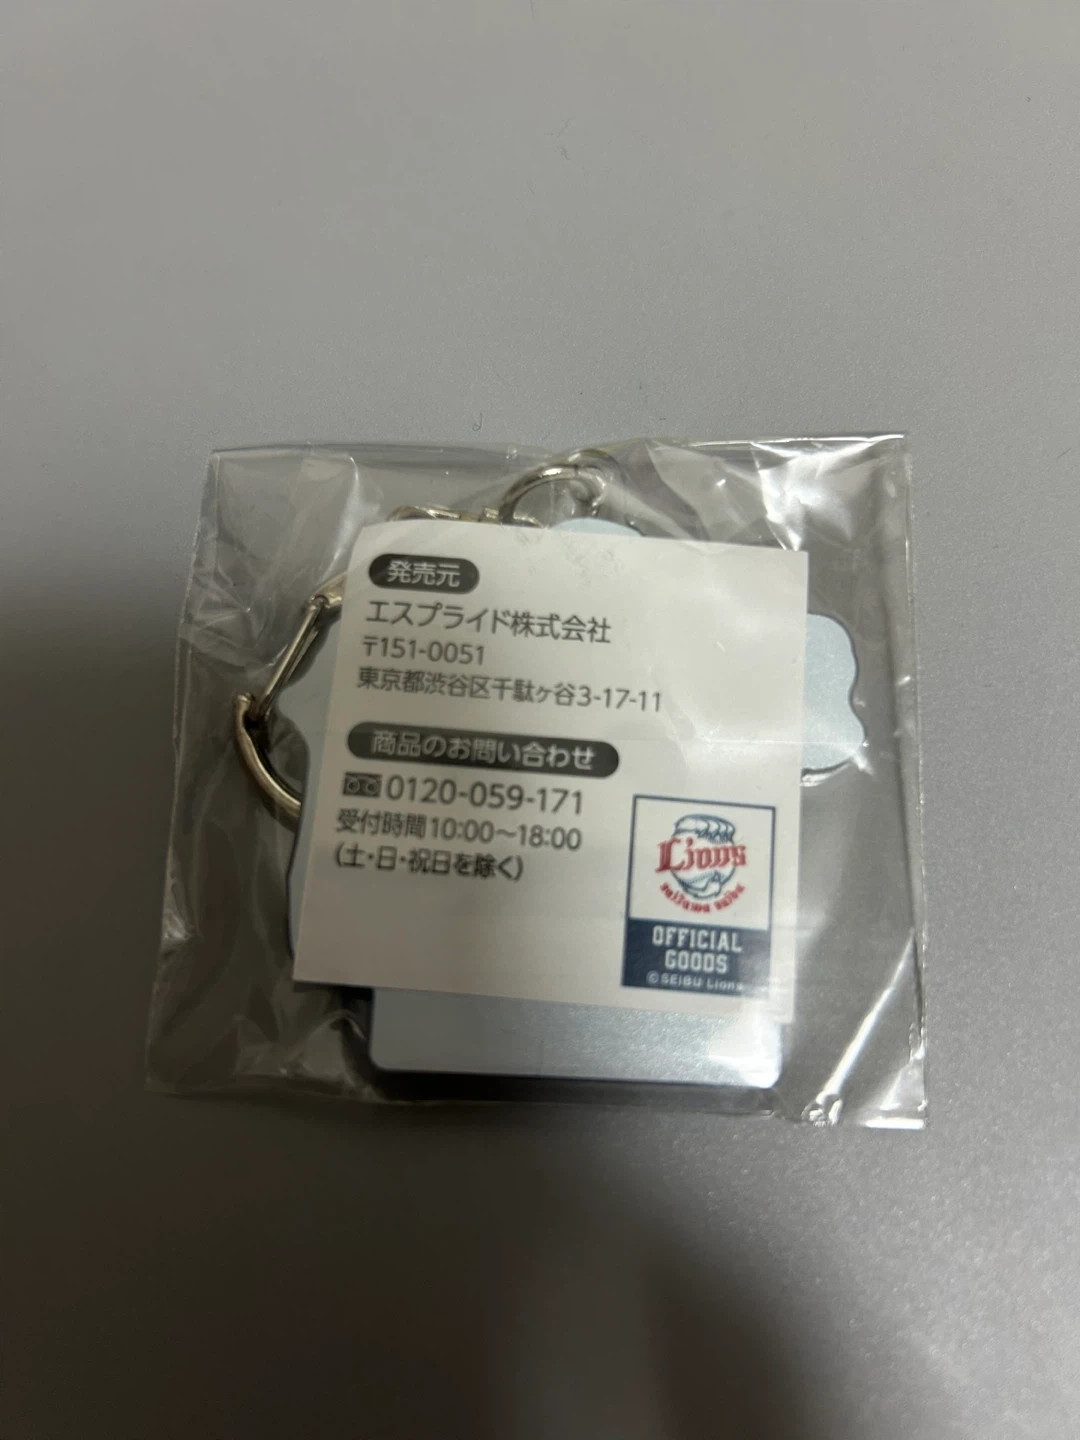 発売元
エスプライド株式会社
〒151-0051
東京都渋谷区千駄ヶ谷3-17-11
商品のお問い合わせ
0120-059-171
受付時間10:00～18:00
(土・日・祝日を除く)
Lions
saitama seibu
OFFICIAL
GOODS
©SEIBU Lions